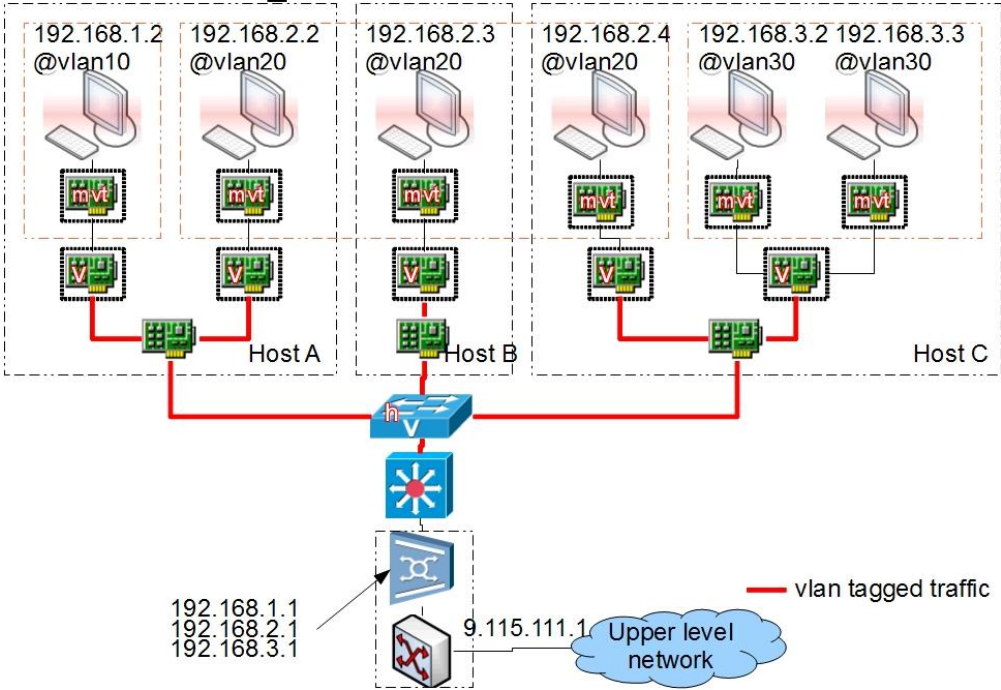 192.168.1.2
@vlan10
192.168.2.2
@vlan20
192.168.2.3
@vlan20
192.168.2.4
@vlan20
192.168.3.2
@vlan30
192.168.3.3
@vlan30
mvt
mvt
mvt
mvt
mvt
mvt
V
V
V
V
V
Host A
Host B
Host C
h
V
192.168.1.1
192.168.2.1
192.168.3.1
9.115.111.1
Upper level
network
vlan tagged traffic